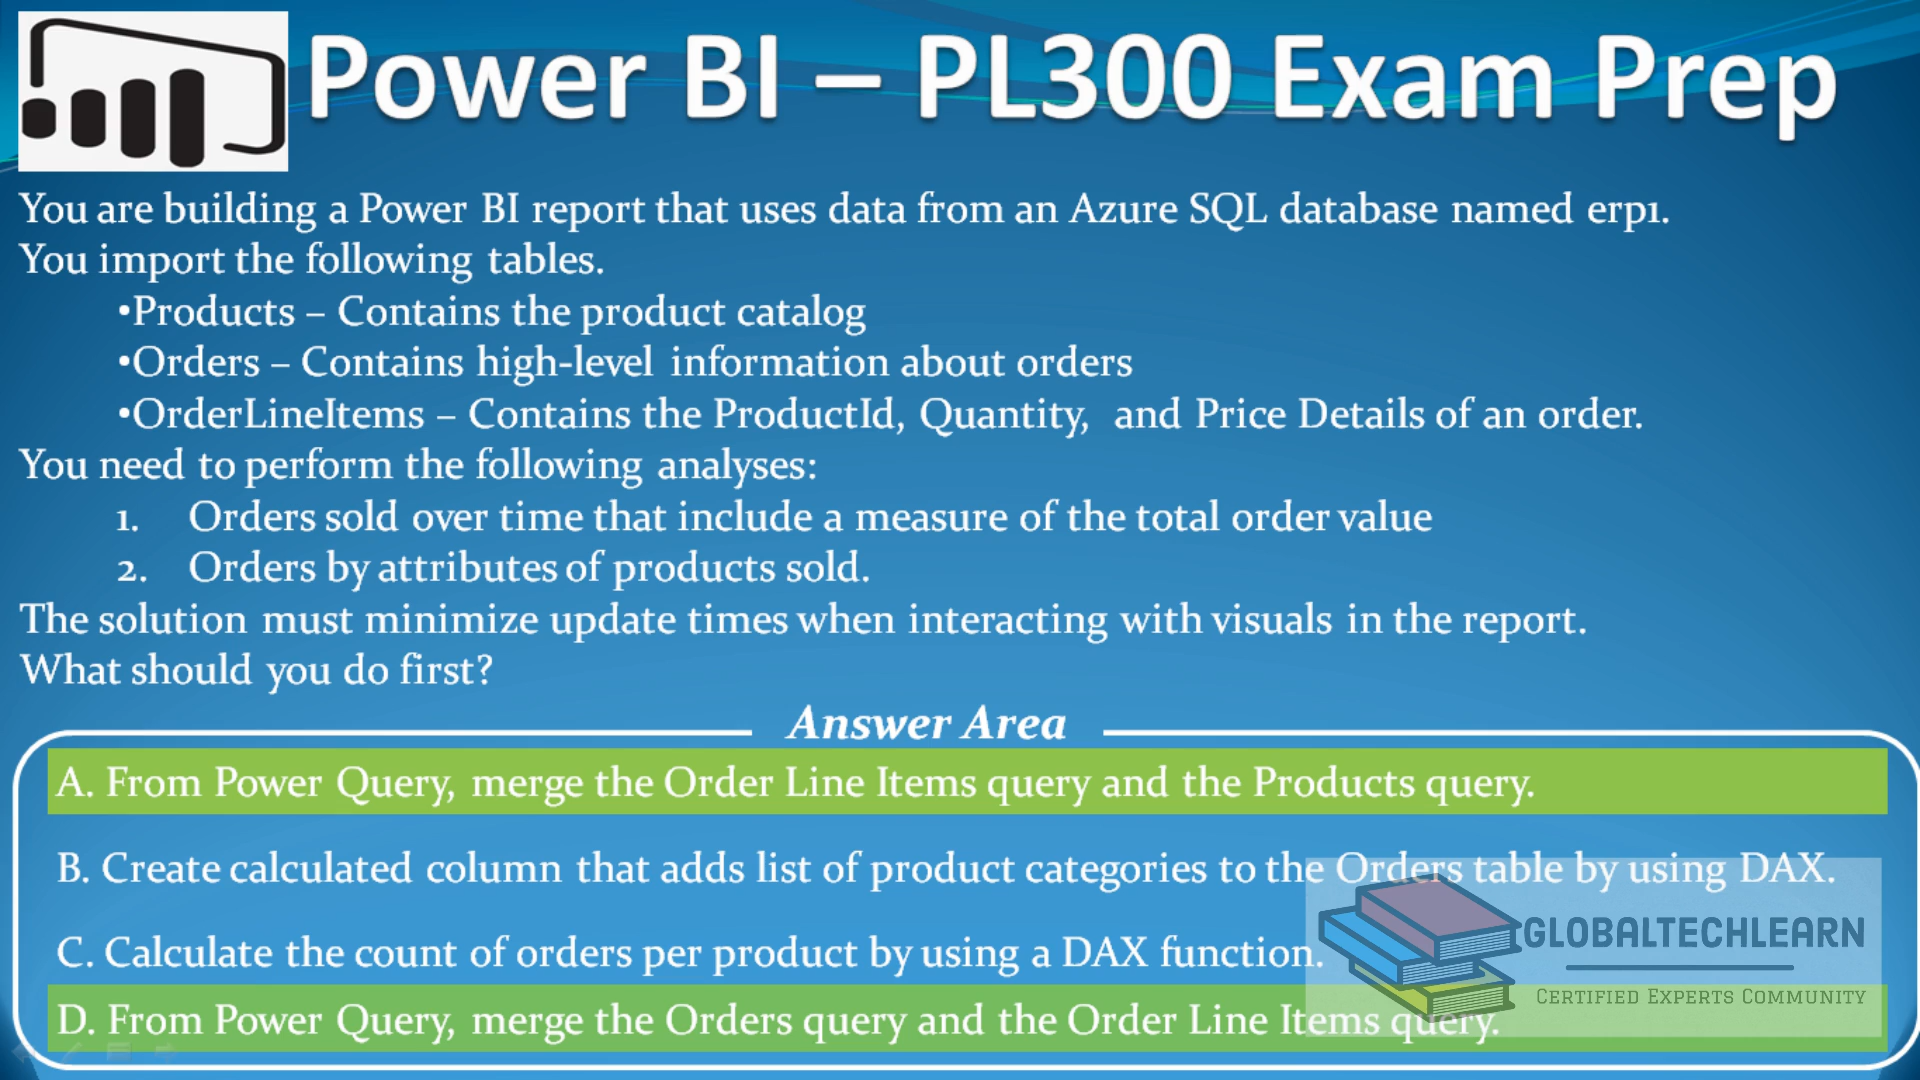 Power BI – PL300 Exam Prep
You are building a Power BI report that uses data from an Azure SQL database named erp1.
You import the following tables.
•Products – Contains the product catalog
•Orders – Contains high-level information about orders
•OrderLineItems – Contains the ProductId, Quantity, and Price Details of an order.
You need to perform the following analyses:
1. Orders sold over time that include a measure of the total order value
2. Orders by attributes of products sold.
The solution must minimize update times when interacting with visuals in the report.
What should you do first?
Answer Area
A. From Power Query, merge the Order Line Items query and the Products query.
B. Create calculated column that adds list of product categories to the Orders table by using DAX.
C. Calculate the count of orders per product by using a DAX function.
D. From Power Query, merge the Orders query and the Order Line Items query.
GLOBALTECHLEARN
CERTIFIED EXPERTS COMMUNITY